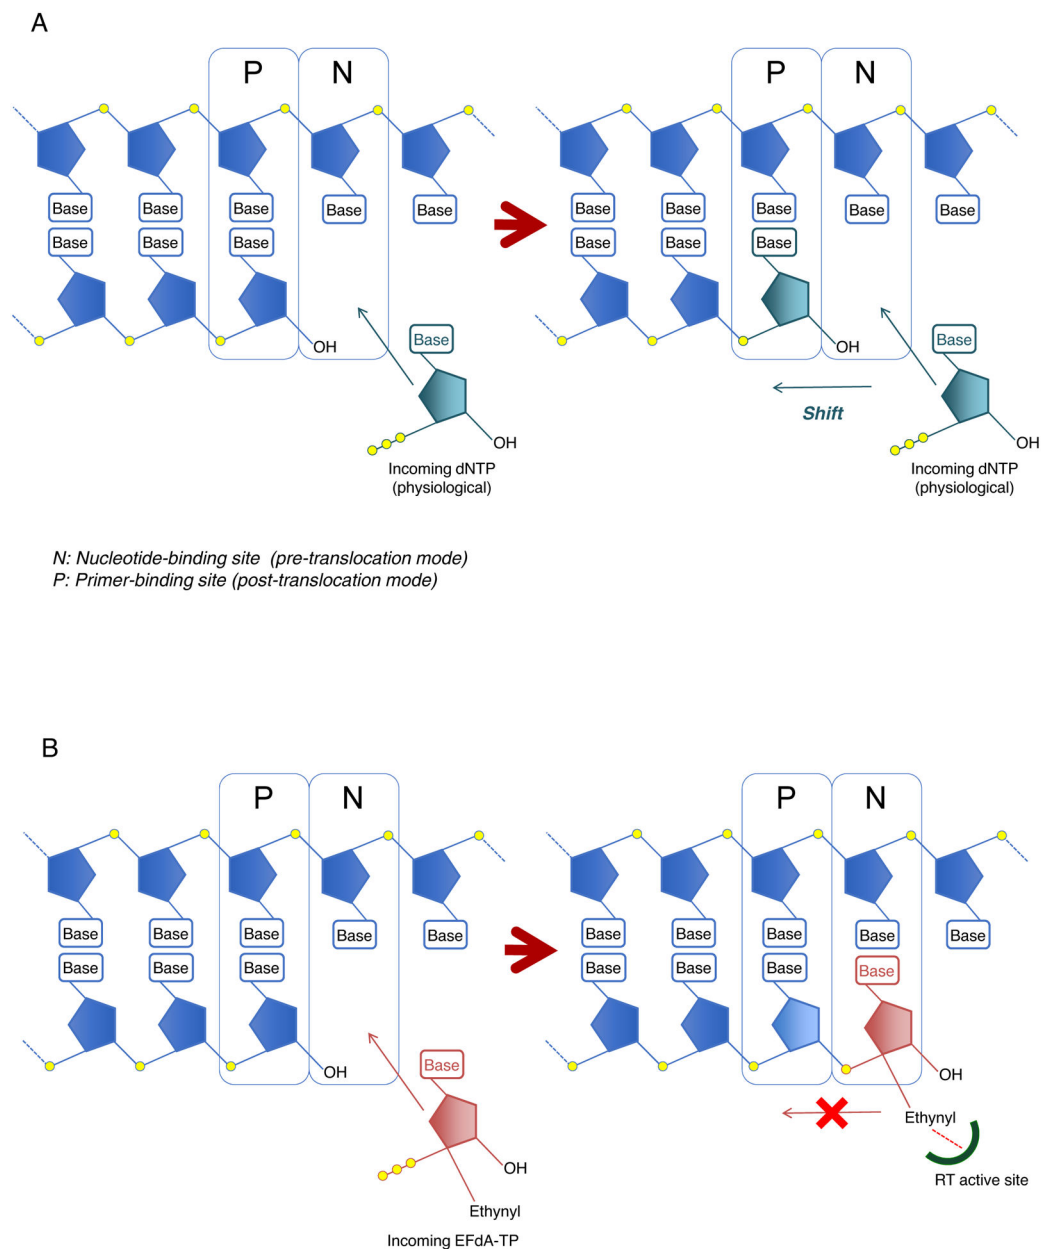 A
P N P N
Base Base Base Base Base Base Base Base Base Base
Base Base Base Base Base Base
OH OH
Base Base
Shift
OH OH
Incoming dNTP Incoming dNTP
(physiological) (physiological)
N: Nucleotide-binding site (pre-translocation mode)
P: Primer-binding site (post-translocation mode)
B
P N P N
Base Base Base Base Base Base Base Base Base Base
Base Base Base Base Base Base Base
OH OH
Base
Ethynyl
OH
RT active site
Ethynyl
Incoming EFdA-TP